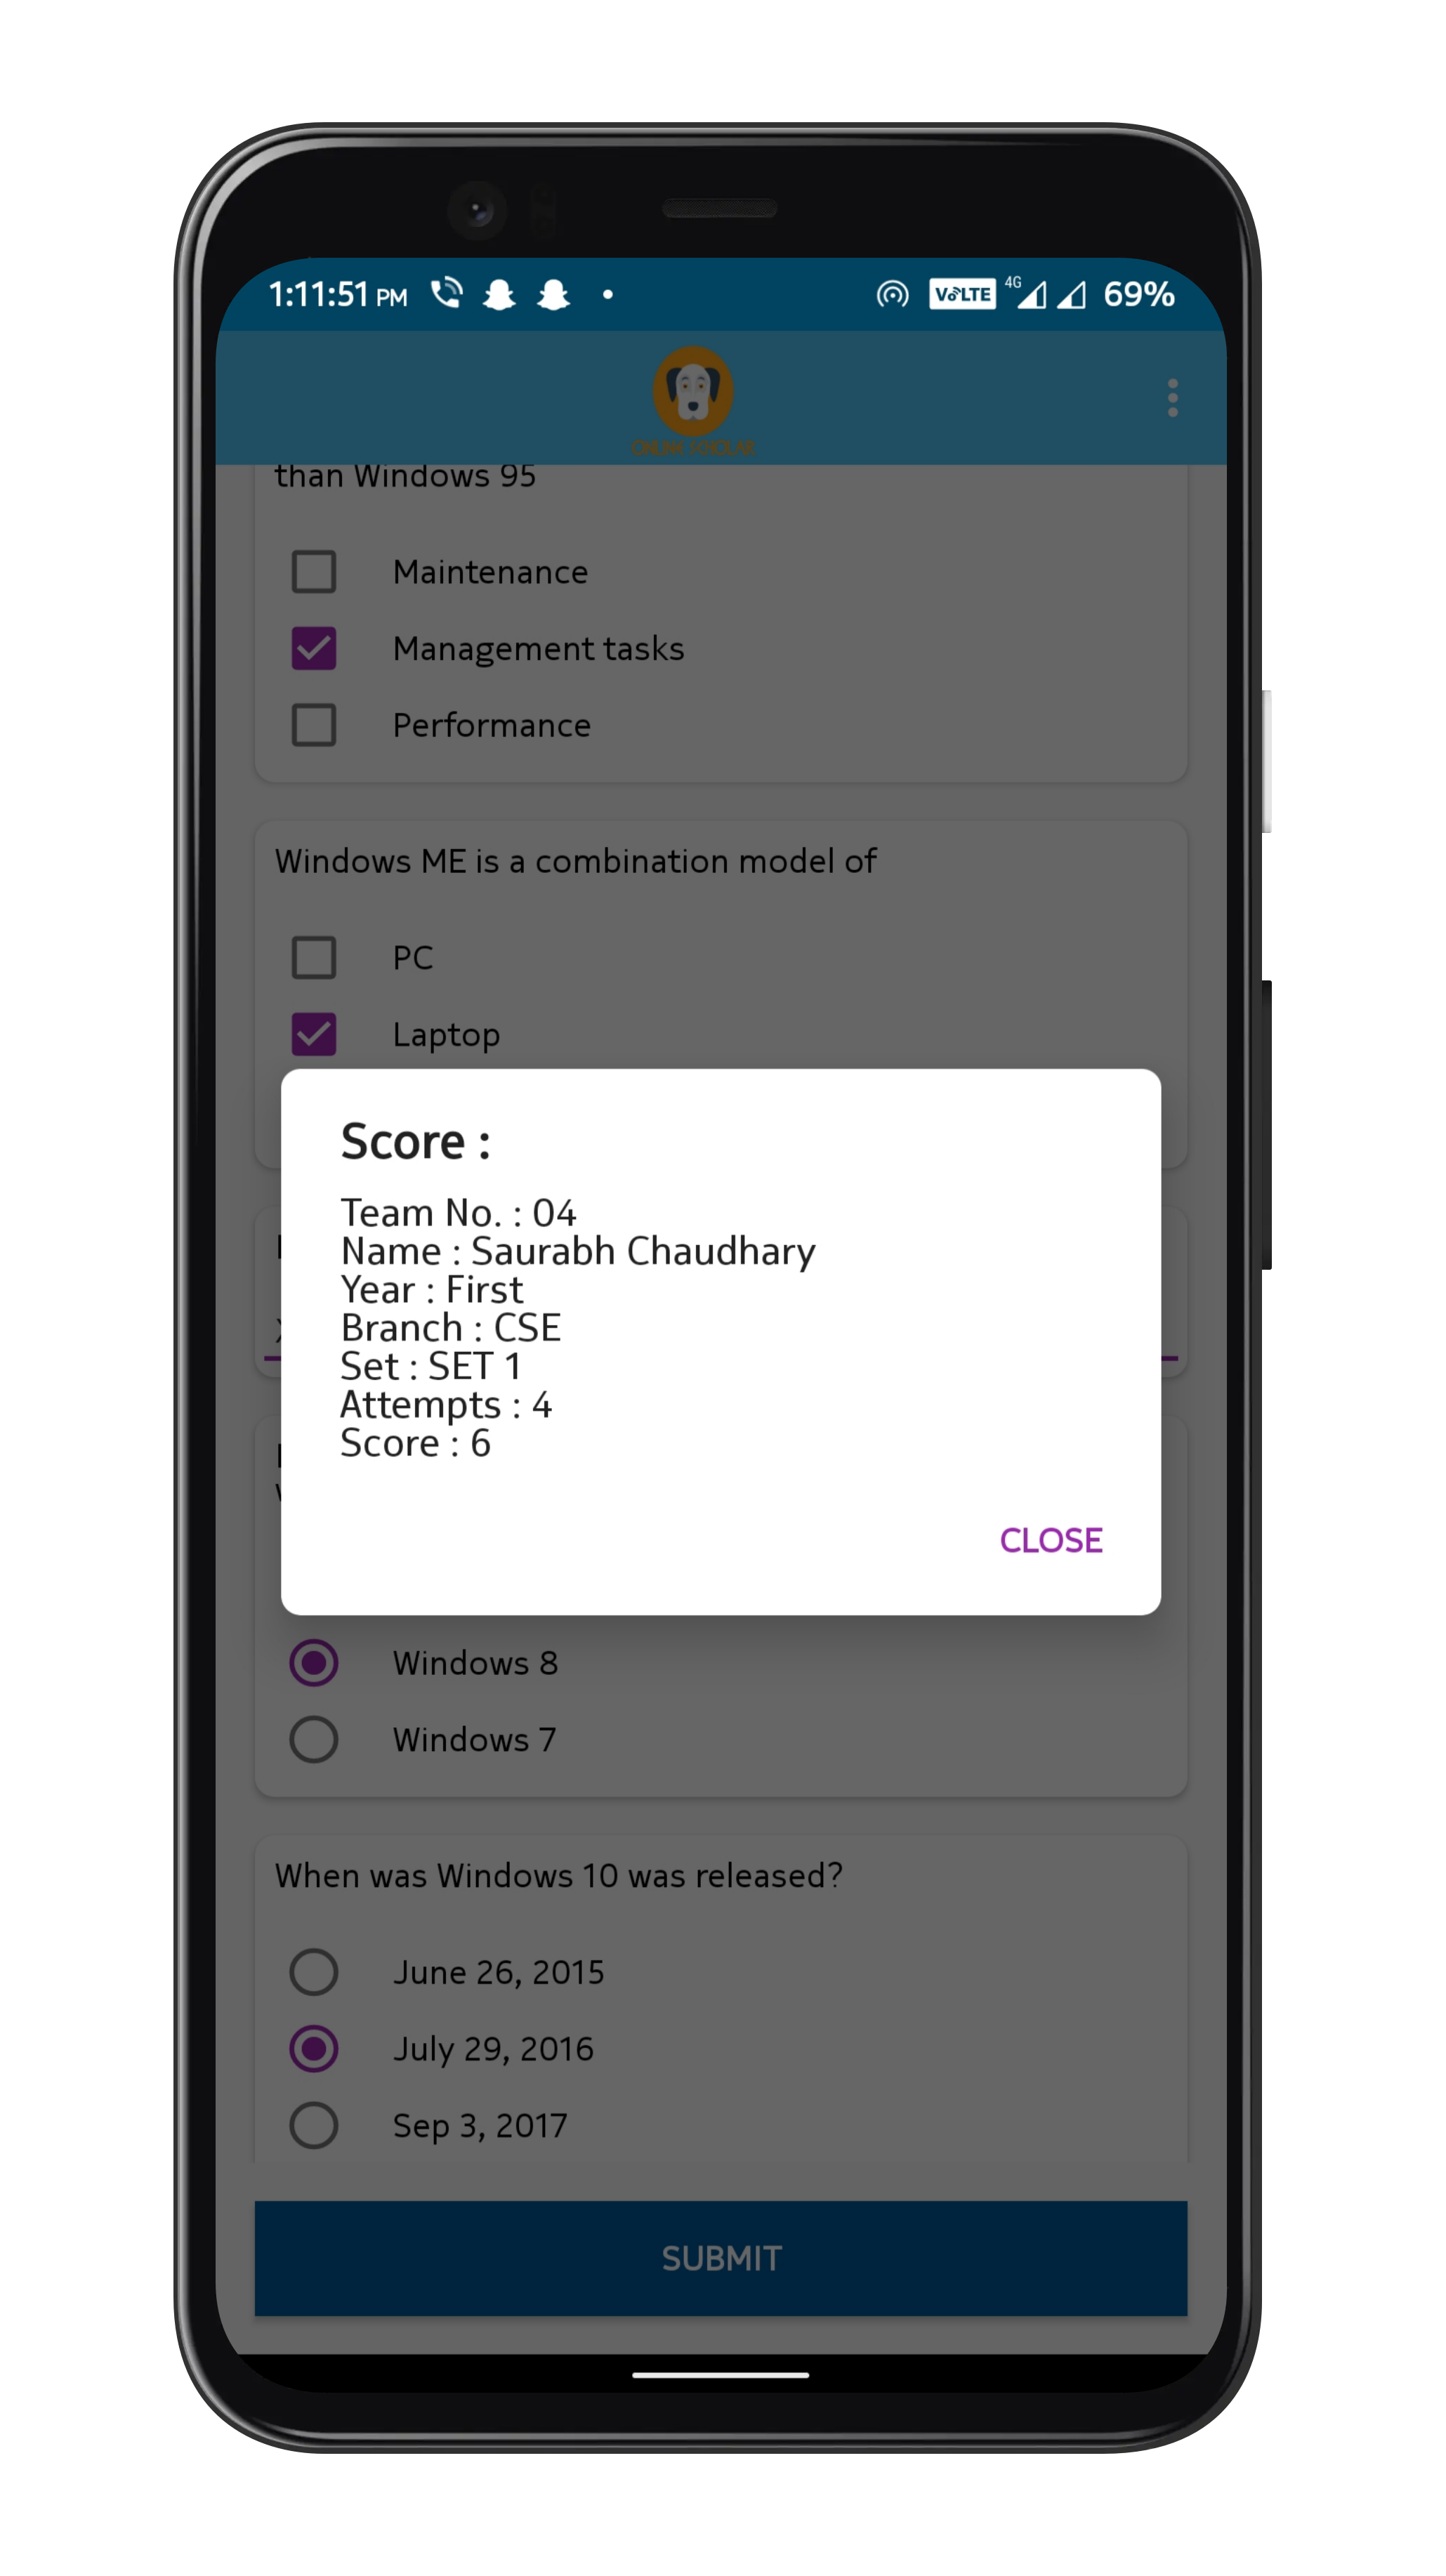 1:11:51 PM
VoLTE
4G
69%
than Windows 95
Maintenance
Management tasks
Performance
Windows ME is a combination model of
PC
Laptop
Score :
Team No. : 04
Name : Saurabh Chaudhary
Year : First
Branch : CSE
Set : SET 1
Attempts : 4
Score : 6
CLOSE
Windows 8
Windows 7
When was Windows 10 was released?
June 26, 2015
July 29, 2016
Sep 3, 2017
SUBMIT